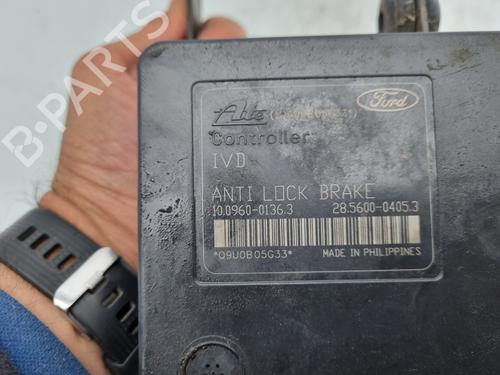 B-PARTS
Ate
Ford
Controller
IVD
ANTI LOCK BRAKE
10.0960-0136.3 28.5600-0405.3
*Q9U0B05G33* MADE IN PHILIPPINES